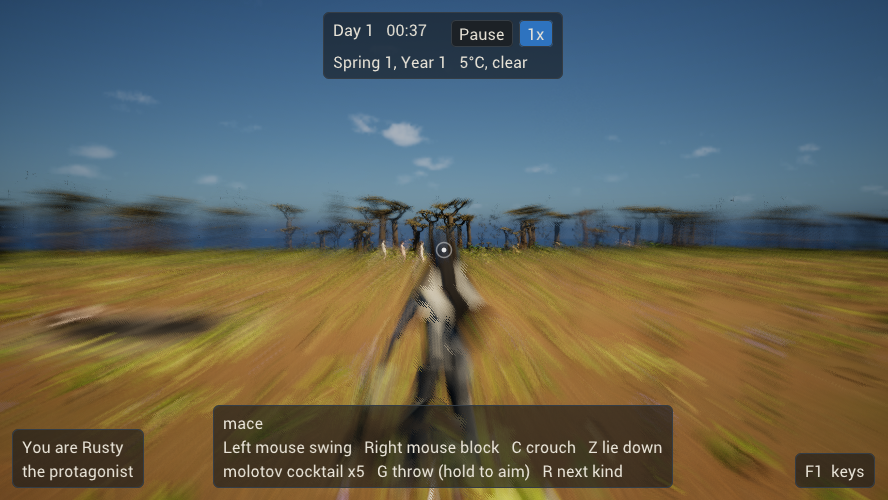 Day 1 00:37 Pause 1x
Spring 1, Year 1 5°C, clear
You are Rusty
the protagonist
mace
Left mouse swing Right mouse block C crouch Z lie down
molotov cocktail x5 G throw (hold to aim) R next kind
F1 keys